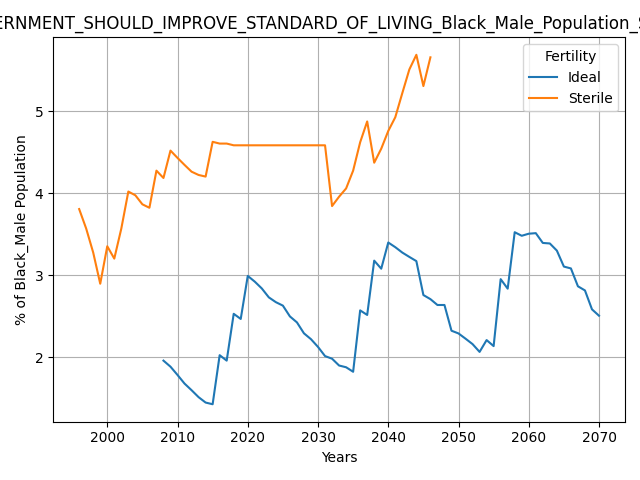 ERNMENT_SHOULD_IMPROVE_STANDARD_OF_LIVING_Black_Male_Population_
Fertility
Ideal
Sterile
% of Black_Male Population
5
4
3
2
2000 2010 2020 2030 2040 2050 2060 2070
Years